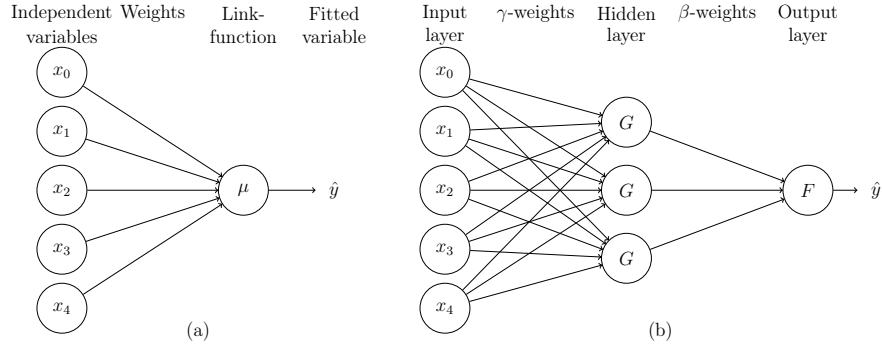 Independent variables
Weights
Link-function
Fitted variable
x₀
x₁
x₂
x₃
x₄
μ
ŷ
(a)
Input layer
γ-weights
Hidden layer
β-weights
Output layer
x₀
x₁
x₂
x₃
x₄
G
G
G
F
ŷ
(b)